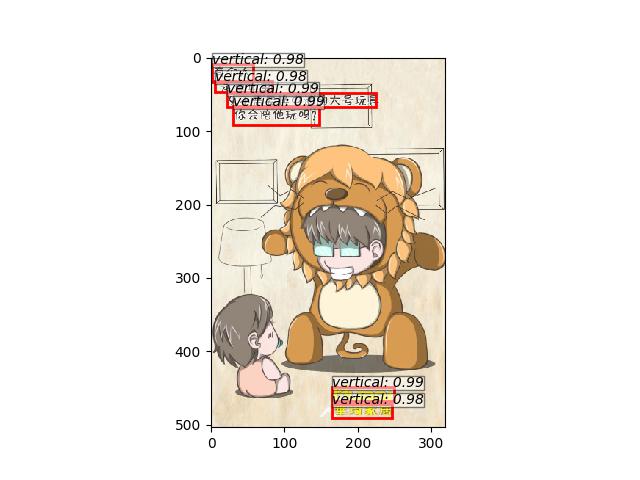 0
vertical: 0.98
vertical: 0.98
vertical: 0.99
大号玩具
vertical: 0.99
你会陪他玩吗?
100
200
300
400
vertical: 0.99
vertical: 0.98
500
0 100 200 300